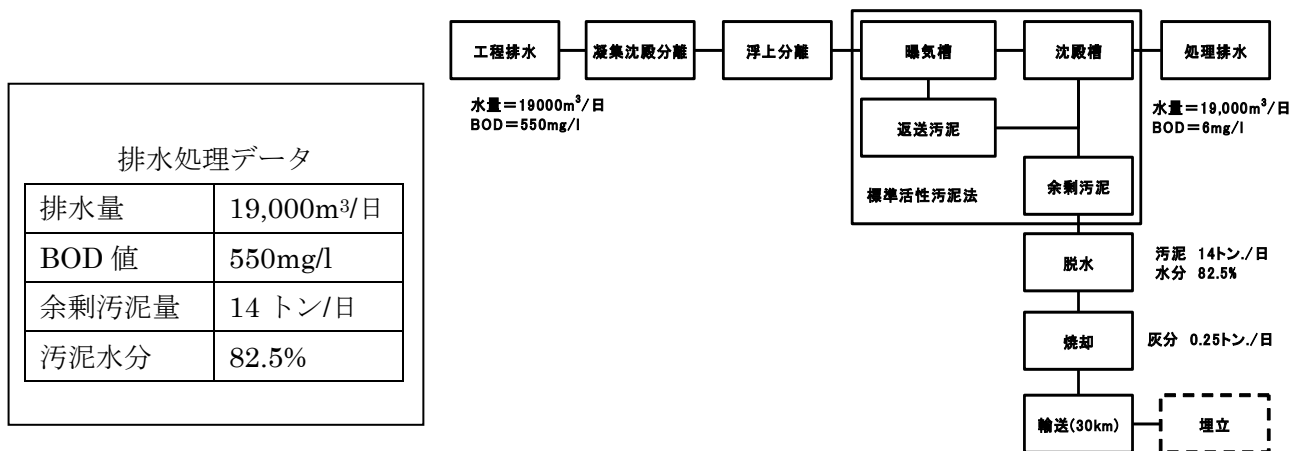 排水処理データ
排水量 19,000m³/日
BOD 値 550mg/l
余剰汚泥量 14 トン/日
汚泥水分 82.5%
工程排水 凝集沈殿分離 浮上分離 曝気槽 沈殿槽 処理排水
水量＝19000m³/日
BOD＝550mg/l
水量＝19,000m³/日
BOD＝6mg/l
返送汚泥
余剰汚泥
標準活性汚泥法
脱水
汚泥 14トン./日
水分 82.5%
焼却
灰分 0.25トン./日
輸送(30km) 埋立